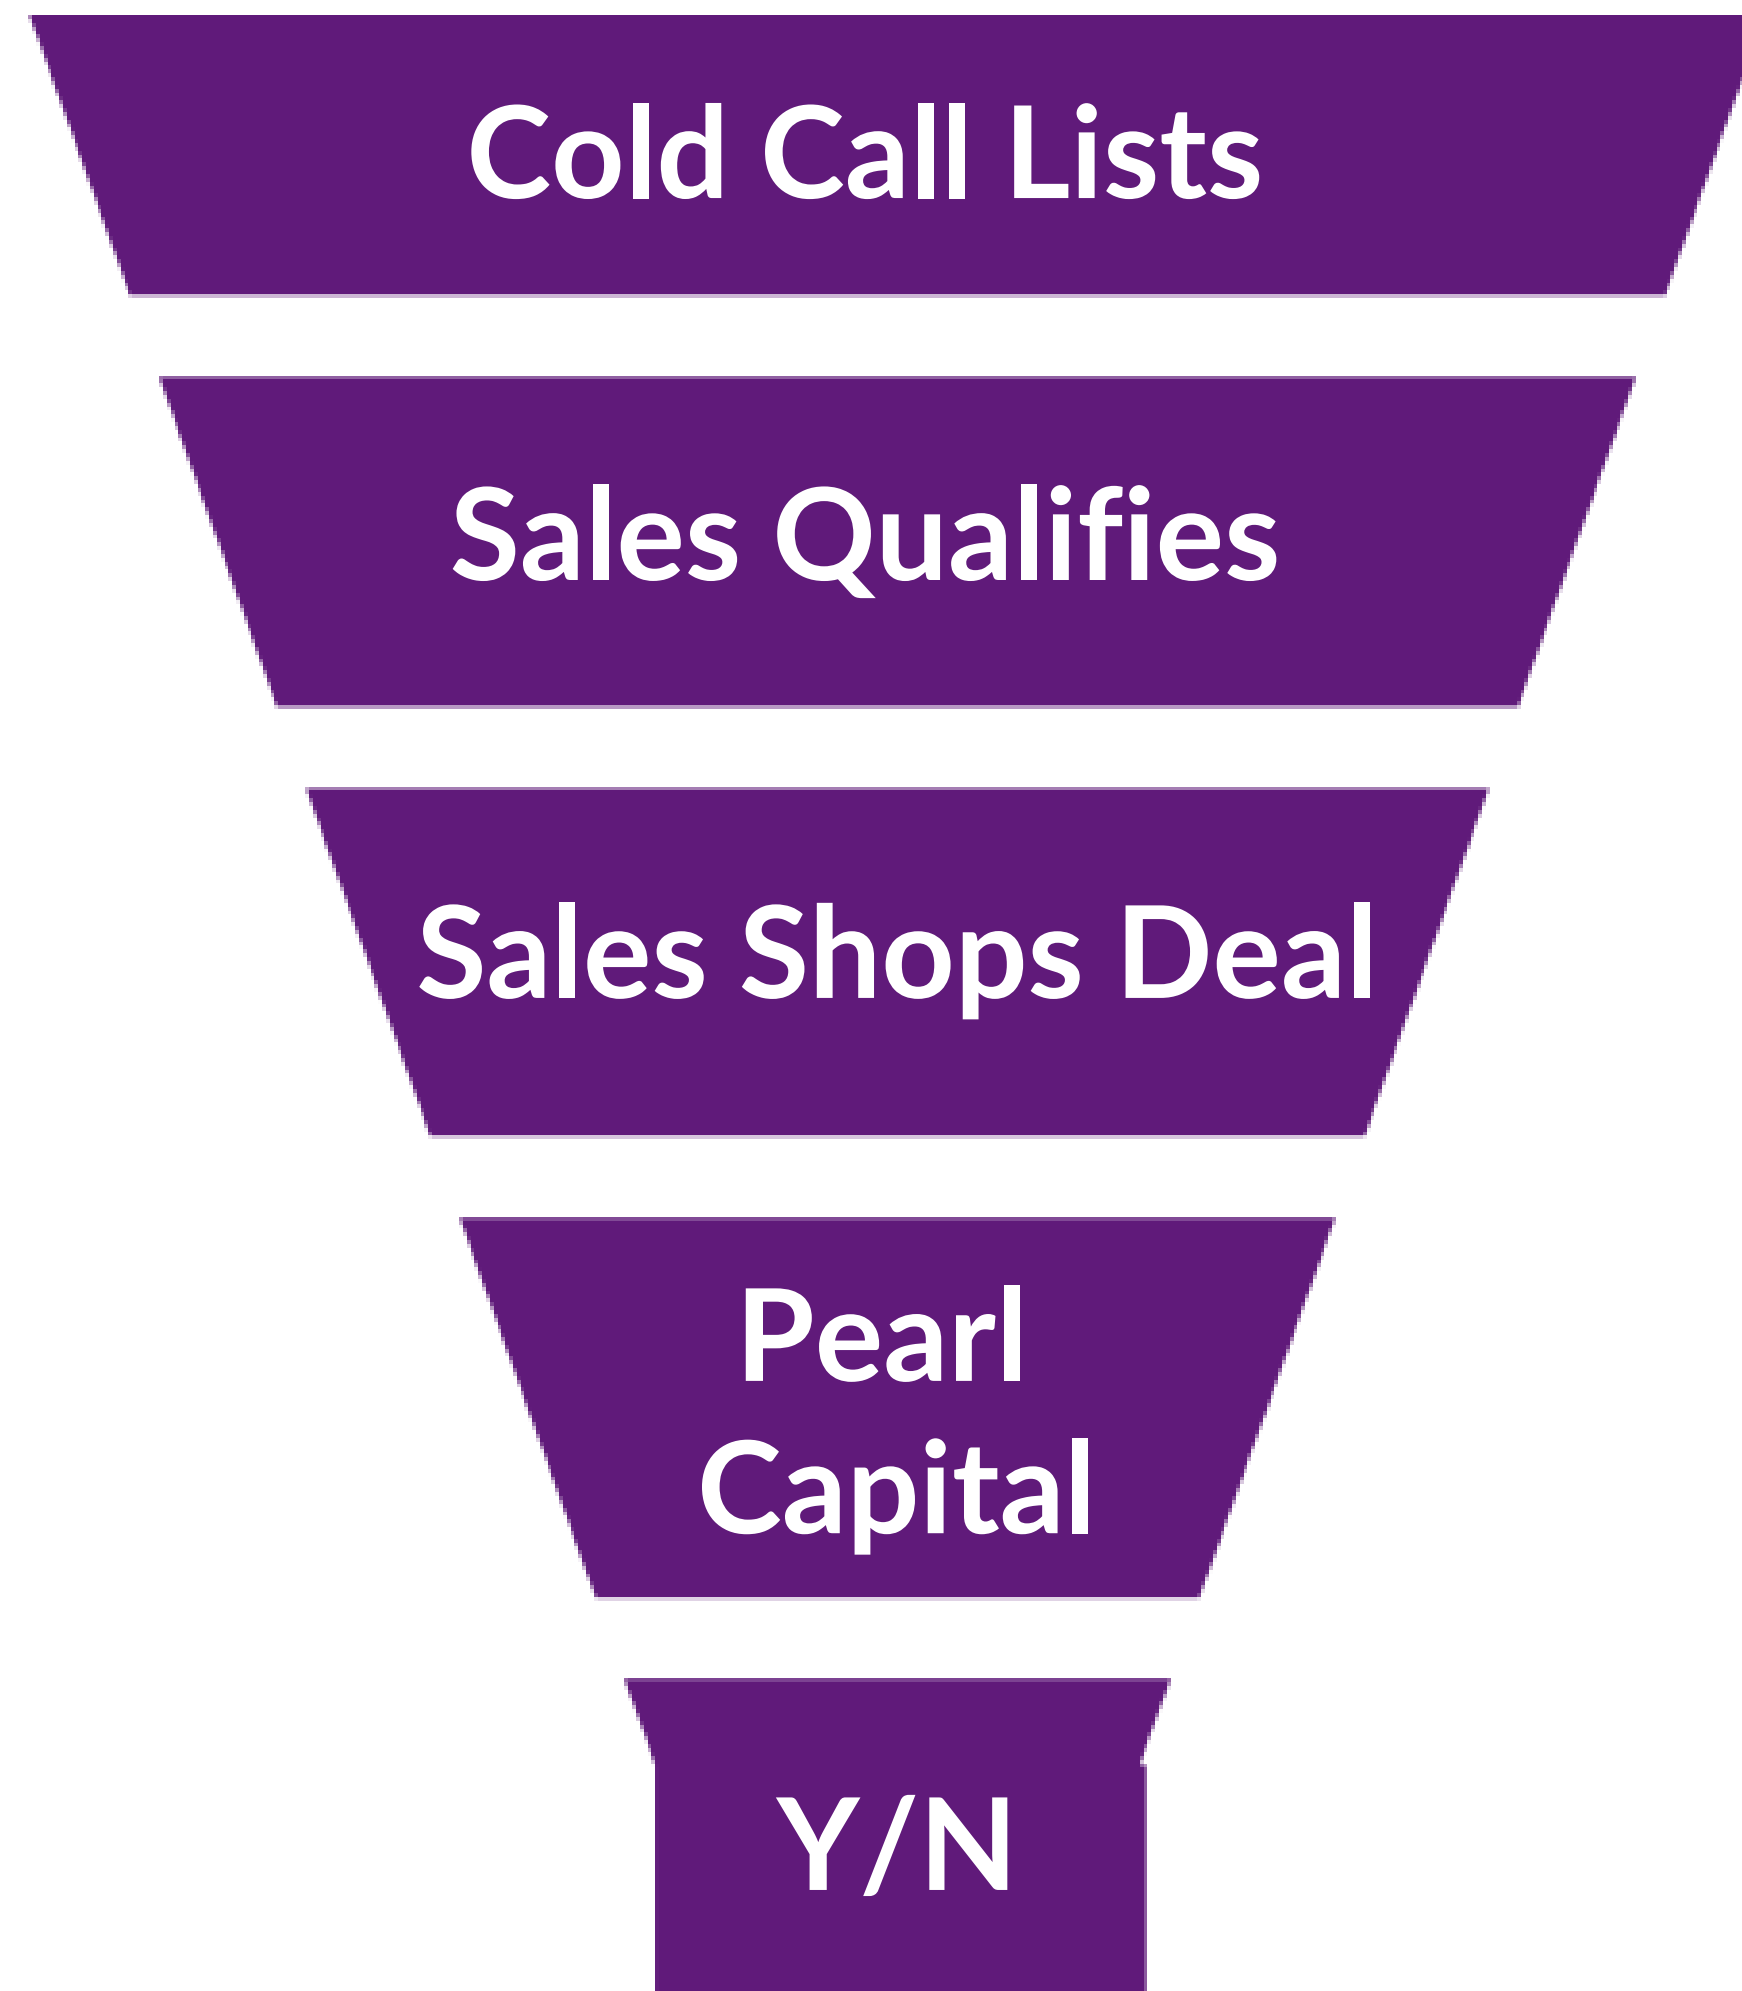 Cold Call Lists
Sales Qualifies
Sales Shops Deal
Pearl
Capital
Y/N